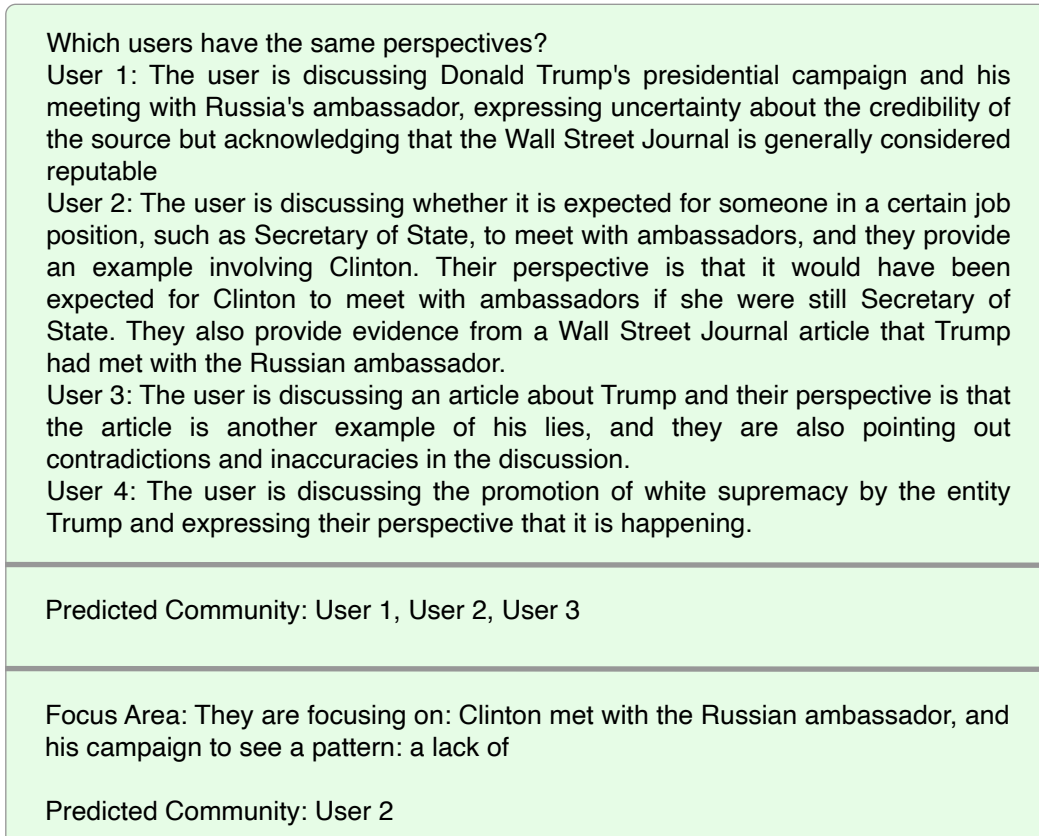 Which users have the same perspectives?
User 1: The user is discussing Donald Trump's presidential campaign and his
meeting with Russia's ambassador, expressing uncertainty about the credibility of
the source but acknowledging that the Wall Street Journal is generally considered
reputable
User 2: The user is discussing whether it is expected for someone in a certain job
position, such as Secretary of State, to meet with ambassadors, and they provide
an example involving Clinton. Their perspective is that it would have been
expected for Clinton to meet with ambassadors if she were still Secretary of
State. They also provide evidence from a Wall Street Journal article that Trump
had met with the Russian ambassador.
User 3: The user is discussing an article about Trump and their perspective is that
the article is another example of his lies, and they are also pointing out
contradictions and inaccuracies in the discussion.
User 4: The user is discussing the promotion of white supremacy by the entity
Trump and expressing their perspective that it is happening.
Predicted Community: User 1, User 2, User 3
Focus Area: They are focusing on: Clinton met with the Russian ambassador, and
his campaign to see a pattern: a lack of
Predicted Community: User 2